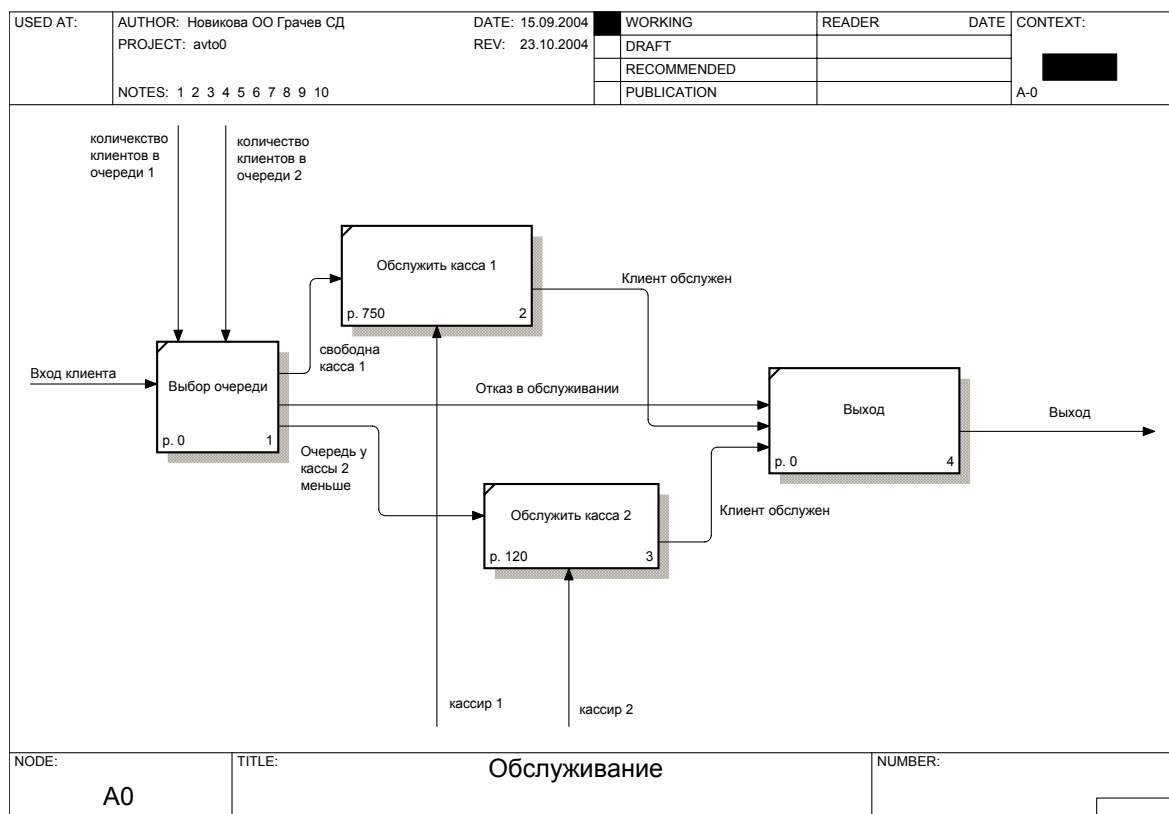 USED AT:
AUTHOR: Новикова ОО Грачев СД
DATE: 15.09.2004
PROJECT: avto0
REV: 23.10.2004
NOTES: 1 2 3 4 5 6 7 8 9 10
WORKING
DRAFT
RECOMMENDED
PUBLICATION
READER
DATE
CONTEXT:
A-0
количекство
клиентов в
очереди 1
количество
клиентов в
очереди 2
Обслужить касса 1
р. 750
2
Клиент обслужен
свободна
касса 1
Вход клиента
Выбор очереди
р. 0
1
Отказ в обслуживании
Выход
р. 0
4
Выход
Очередь у
кассы 2
меньше
Обслужить касса 2
р. 120
3
Клиент обслужен
кассир 1
кассир 2
NODE:
A0
TITLE:
Обслуживание
NUMBER: